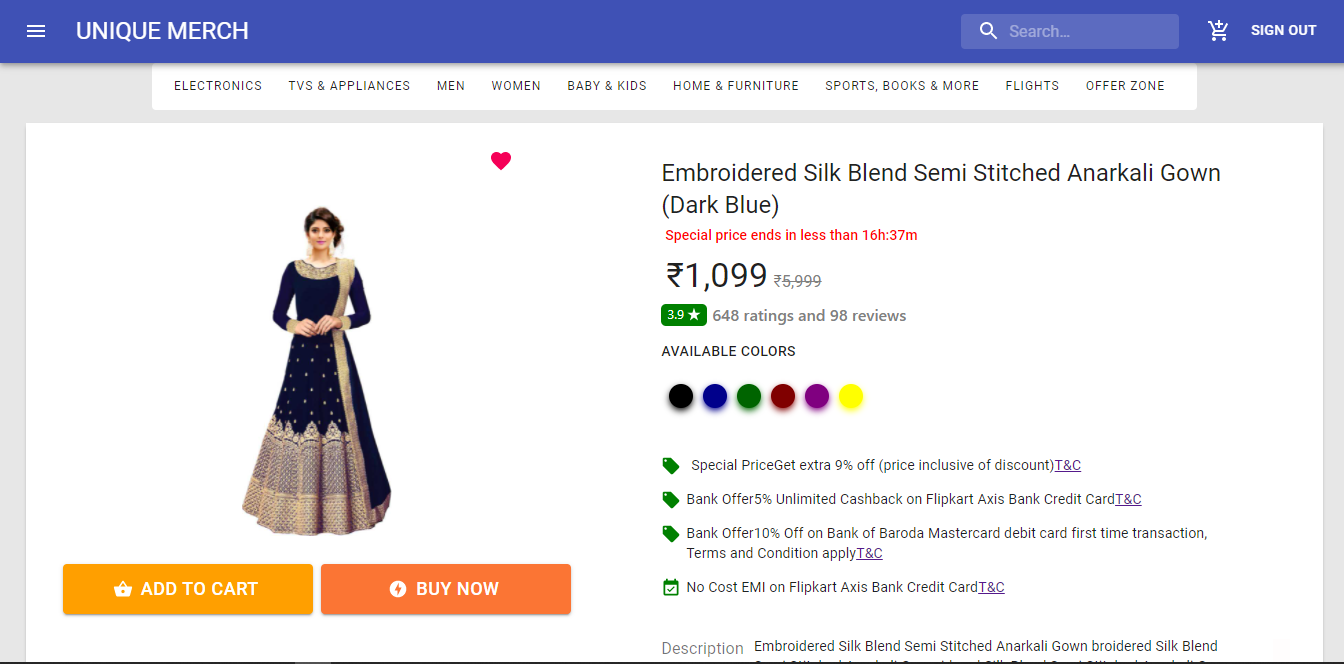 UNIQUE MERCH
Search…
SIGN OUT
ELECTRONICS TVS & APPLIANCES MEN WOMEN BABY & KIDS HOME & FURNITURE SPORTS, BOOKS & MORE FLIGHTS OFFER ZONE
Embroidered Silk Blend Semi Stitched Anarkali Gown
(Dark Blue)
Special price ends in less than 16h:37m
₹1,099 ₹5,999
3.9 ★ 648 ratings and 98 reviews
AVAILABLE COLORS
Special PriceGet extra 9% off (price inclusive of discount)T&C
Bank Offer5% Unlimited Cashback on Flipkart Axis Bank Credit CardT&C
Bank Offer10% Off on Bank of Baroda Mastercard debit card first time transaction,
Terms and Condition applyT&C
No Cost EMI on Flipkart Axis Bank Credit CardT&C
ADD TO CART
BUY NOW
Description Embroidered Silk Blend Semi Stitched Anarkali Gown broidered Silk Blend